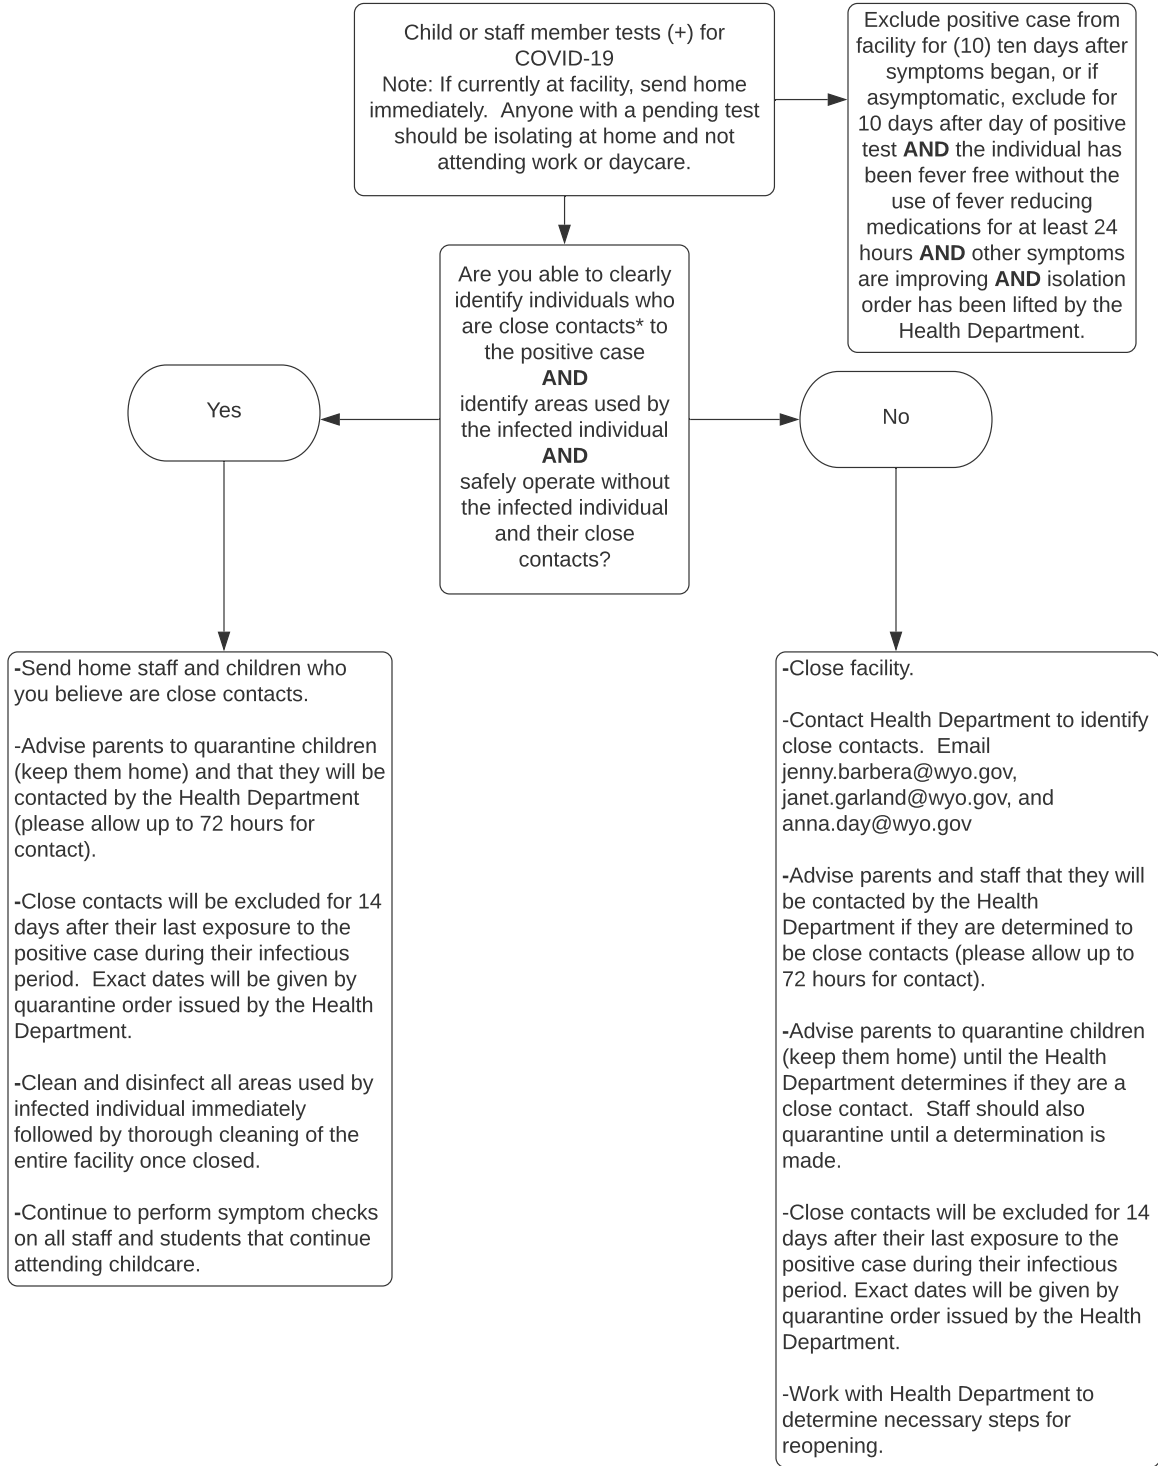 Child or staff member tests (+) for
COVID-19
Note: If currently at facility, send home
immediately.  Anyone with a pending test
should be isolating at home and not
attending work or daycare.
Exclude positive case from
facility for (10) ten days after
symptoms began, or if
asymptomatic, exclude for
10 days after day of positive
test AND the individual has
been fever free without the
use of fever reducing
medications for at least 24
hours AND other symptoms
are improving AND isolation
order has been lifted by the
Health Department.
Are you able to clearly
identify individuals who
are close contacts* to
the positive case
AND
identify areas used by
the infected individual
AND
safely operate without
the infected individual
and their close
contacts?
Yes
No
-Send home staff and children who
you believe are close contacts.
-Advise parents to quarantine children
(keep them home) and that they will be
contacted by the Health Department
(please allow up to 72 hours for
contact).
-Close contacts will be excluded for 14
days after their last exposure to the
positive case during their infectious
period.  Exact dates will be given by
quarantine order issued by the Health
Department.
-Clean and disinfect all areas used by
infected individual immediately
followed by thorough cleaning of the
entire facility once closed.
-Continue to perform symptom checks
on all staff and students that continue
attending childcare.
-Close facility.
-Contact Health Department to identify
close contacts.  Email
jenny.barbera@wyo.gov,
janet.garland@wyo.gov, and
anna.day@wyo.gov
-Advise parents and staff that they will
be contacted by the Health
Department if they are determined to
be close contacts (please allow up to
72 hours for contact).
-Advise parents to quarantine children
(keep them home) until the Health
Department determines if they are a
close contact.  Staff should also
quarantine until a determination is
made.
-Close contacts will be excluded for 14
days after their last exposure to the
positive case during their infectious
period. Exact dates will be given by
quarantine order issued by the Health
Department.
-Work with Health Department to
determine necessary steps for
reopening.